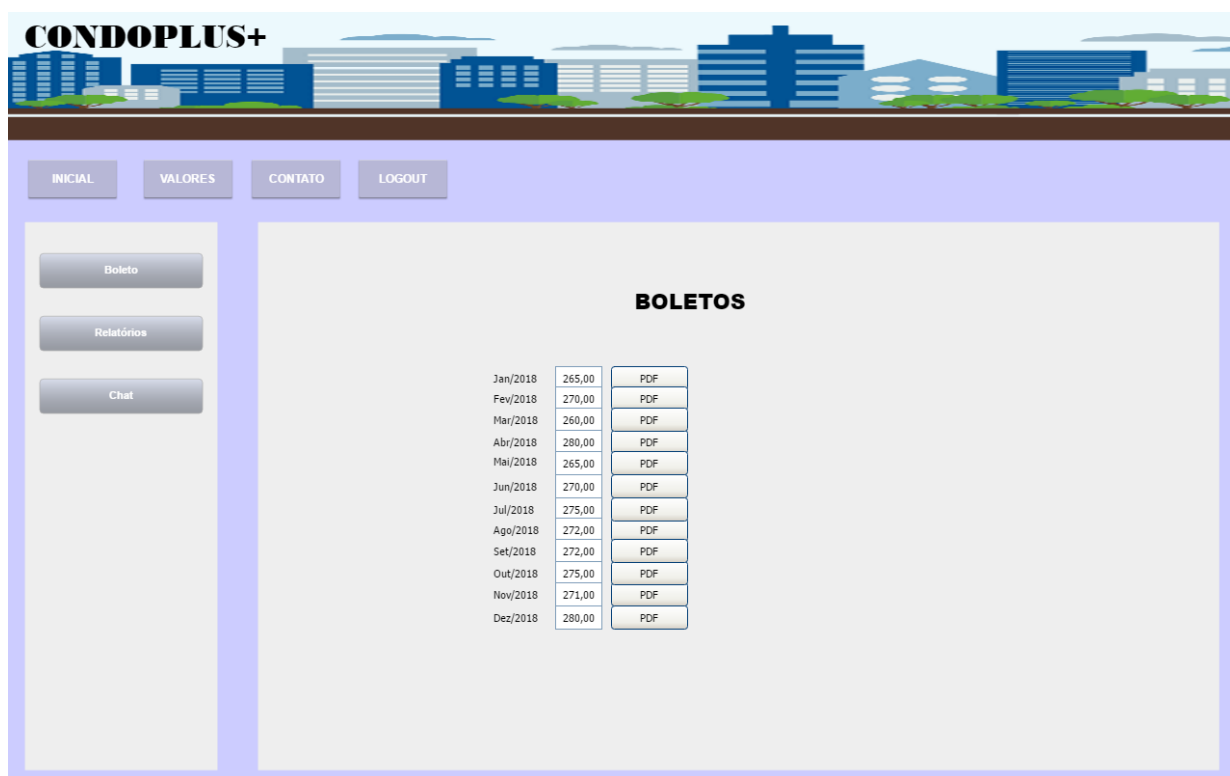 CONDOPLUS+
INICIAL VALORES CONTATO LOGOUT
Boleto
Relatórios
Chat
BOLETOS
Jan/2018 265,00 PDF
Fev/2018 270,00 PDF
Mar/2018 260,00 PDF
Abr/2018 280,00 PDF
Mai/2018 265,00 PDF
Jun/2018 270,00 PDF
Jul/2018 275,00 PDF
Ago/2018 272,00 PDF
Set/2018 272,00 PDF
Out/2018 275,00 PDF
Nov/2018 271,00 PDF
Dez/2018 280,00 PDF